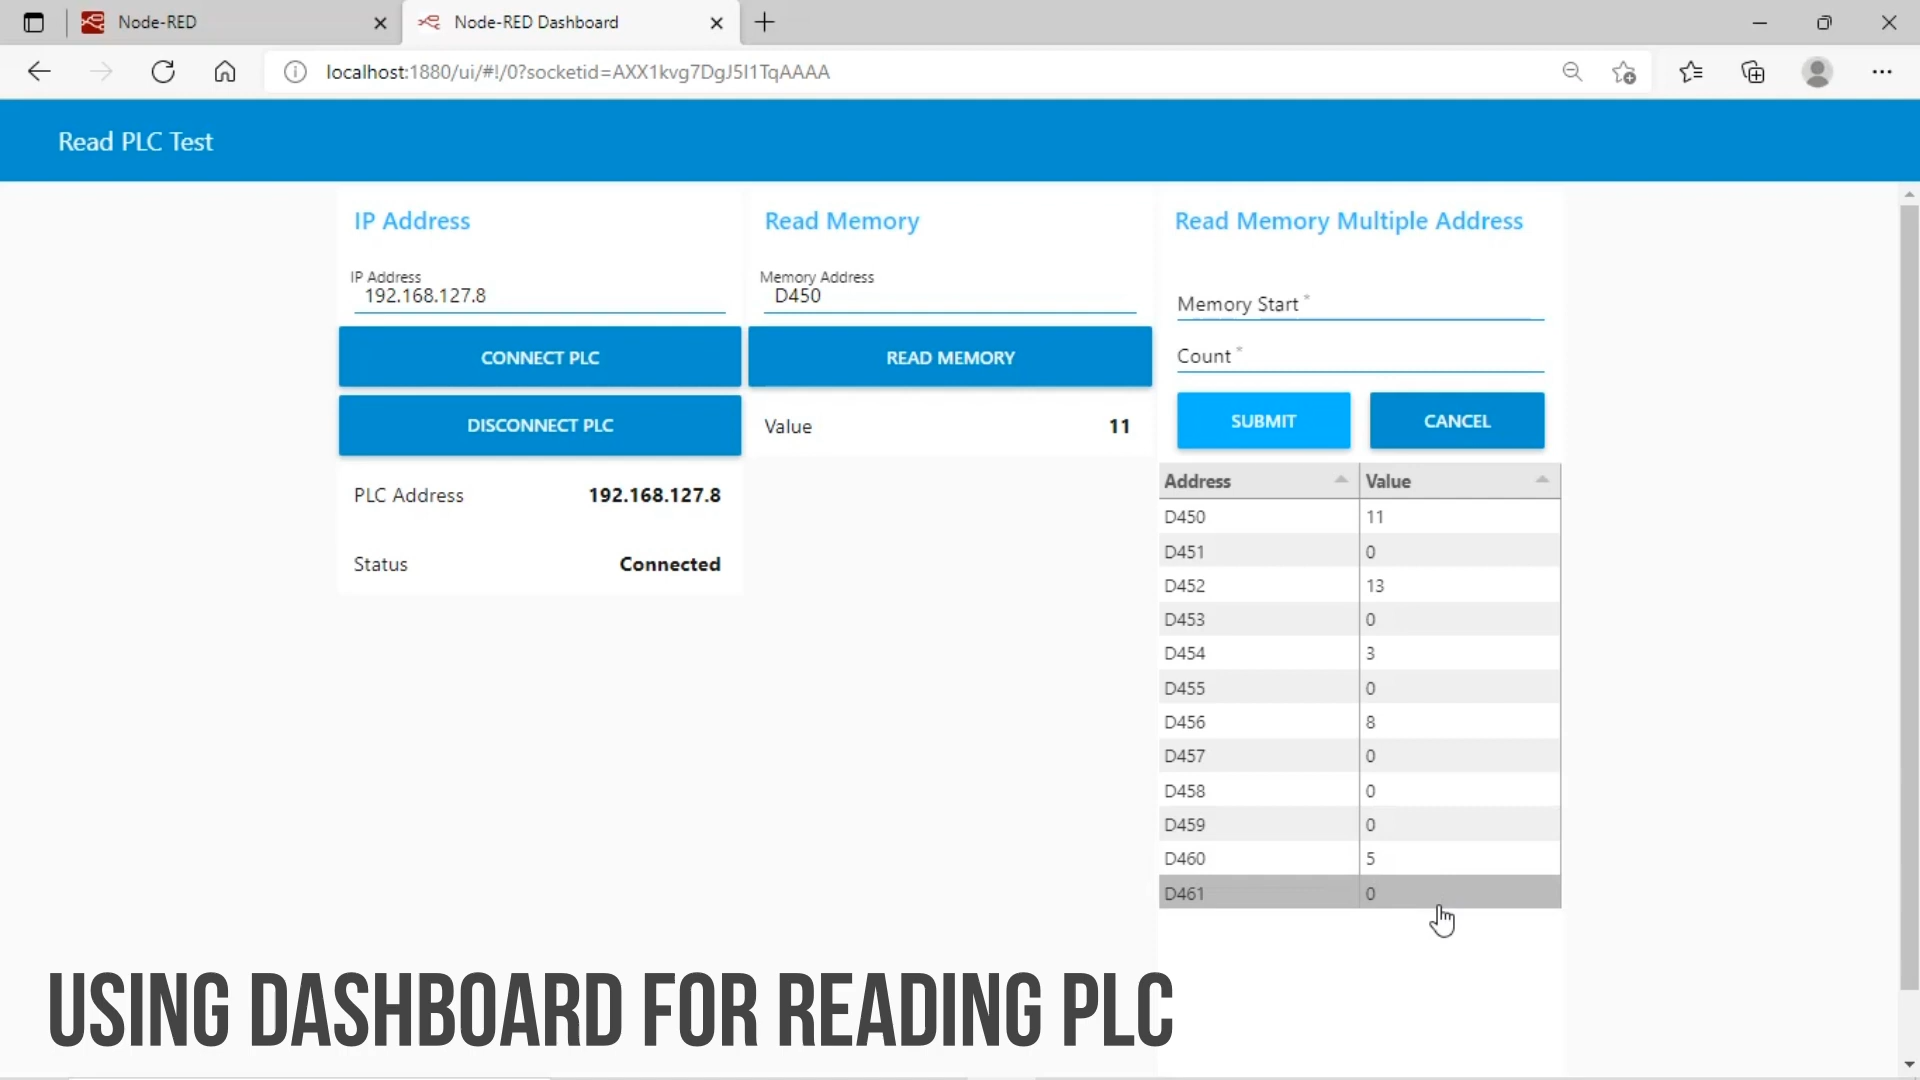 Node-RED
Node-RED Dashboard
localhost:1880/ui/#!/0?socketid=AXX1kvg7DgJ5I1TqAAAA
Read PLC Test
IP Address
IP Address
192.168.127.8
CONNECT PLC
DISCONNECT PLC
PLC Address 192.168.127.8
Status Connected
Read Memory
Memory Address
D450
READ MEMORY
Value 11
Read Memory Multiple Address
Memory Start *
Count *
SUBMIT CANCEL
Address Value
D450 11
D451 0
D452 13
D453 0
D454 3
D455 0
D456 8
D457 0
D458 0
D459 0
D460 5
D461 0
USING DASHBOARD FOR READING PLC